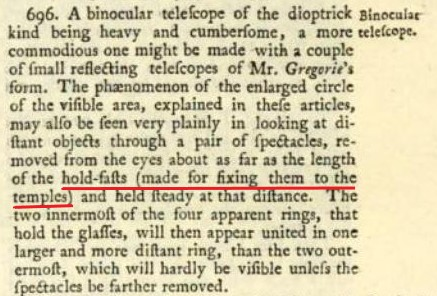 696. A binocular teleſcope of the dioptrick Binocular
kind being heavy and cumberſome, a more teleſcope.
commodious one might be made with a couple
of ſmall reflecting teleſcopes of Mr. Gregorie's
form. The phænomenon of the enlarged circle
of the viſible area, explained in theſe articles,
may alſo be ſeen very plainly in looking at di-
ſtant objects through a pair of ſpectacles, re-
moved from the eyes about as far as the length
of the hold-faſts (made for fixing them to the
temples) and held ſteady at that diſtance. The
two innermoſt of the four apparent rings, that
hold the glaſſes, will then appear united in one
larger and more diſtant ring, than the two out-
ermoſt, which will hardly be viſible unleſs the
ſpectacles be farther removed.